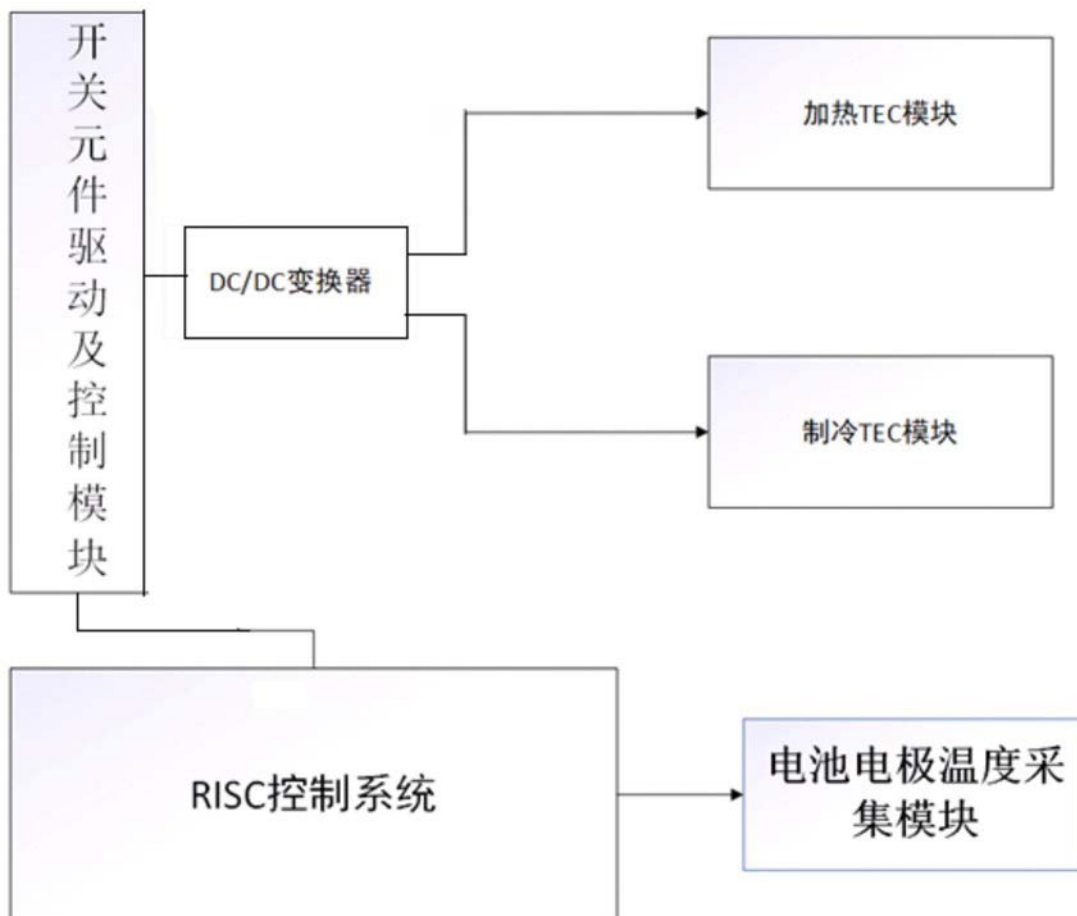 开关元件驱动及控制模块
加热TEC模块
DC/DC变换器
制冷TEC模块
RISC控制系统
电池电极温度采
集模块